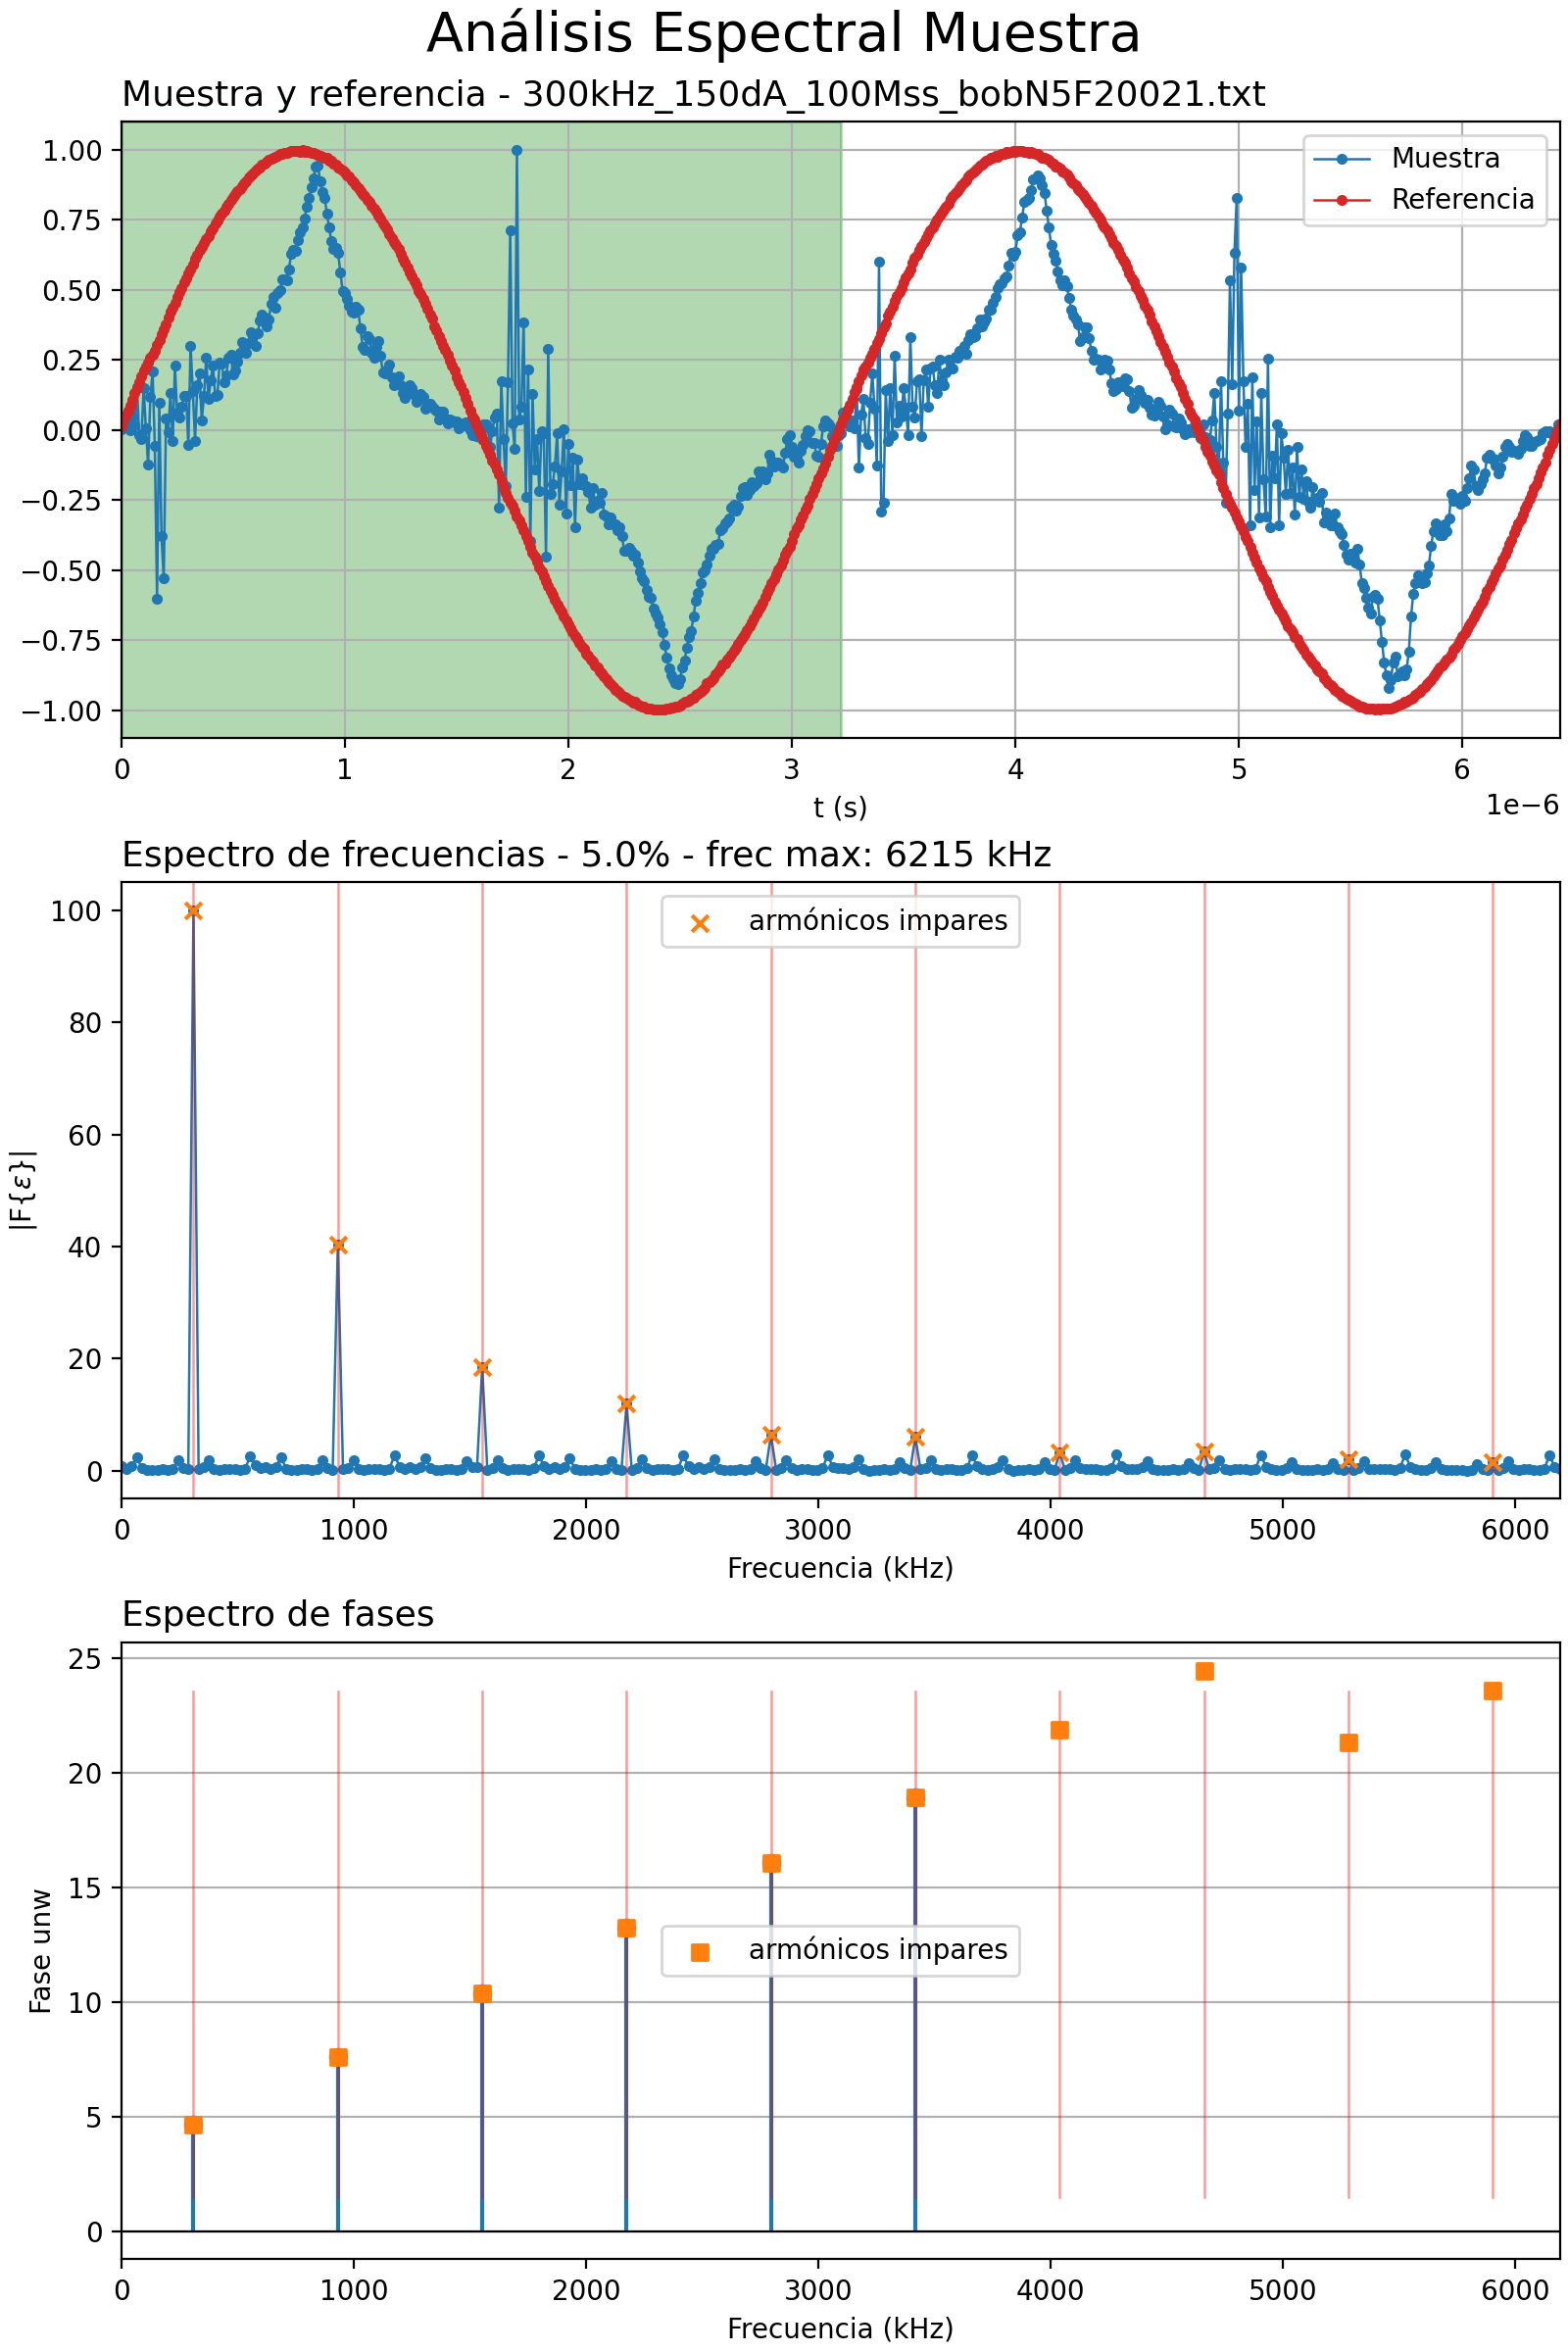 Análisis Espectral Muestra
Muestra y referencia - 300kHz_150dA_100Mss_bobN5F20021.txt
1.00
0.75
0.50
0.25
0.00
−0.25
−0.50
−0.75
−1.00
Muestra
Referencia
0 1 2 3 4 5 6
1e−6
t (s)
Espectro de frecuencias - 5.0% - frec max: 6215 kHz
|F{ε}|
100
80
60
40
20
0
armónicos impares
0 1000 2000 3000 4000 5000 6000
Frecuencia (kHz)
Espectro de fases
Fase unw
25
20
15
10
5
0
armónicos impares
0 1000 2000 3000 4000 5000 6000
Frecuencia (kHz)